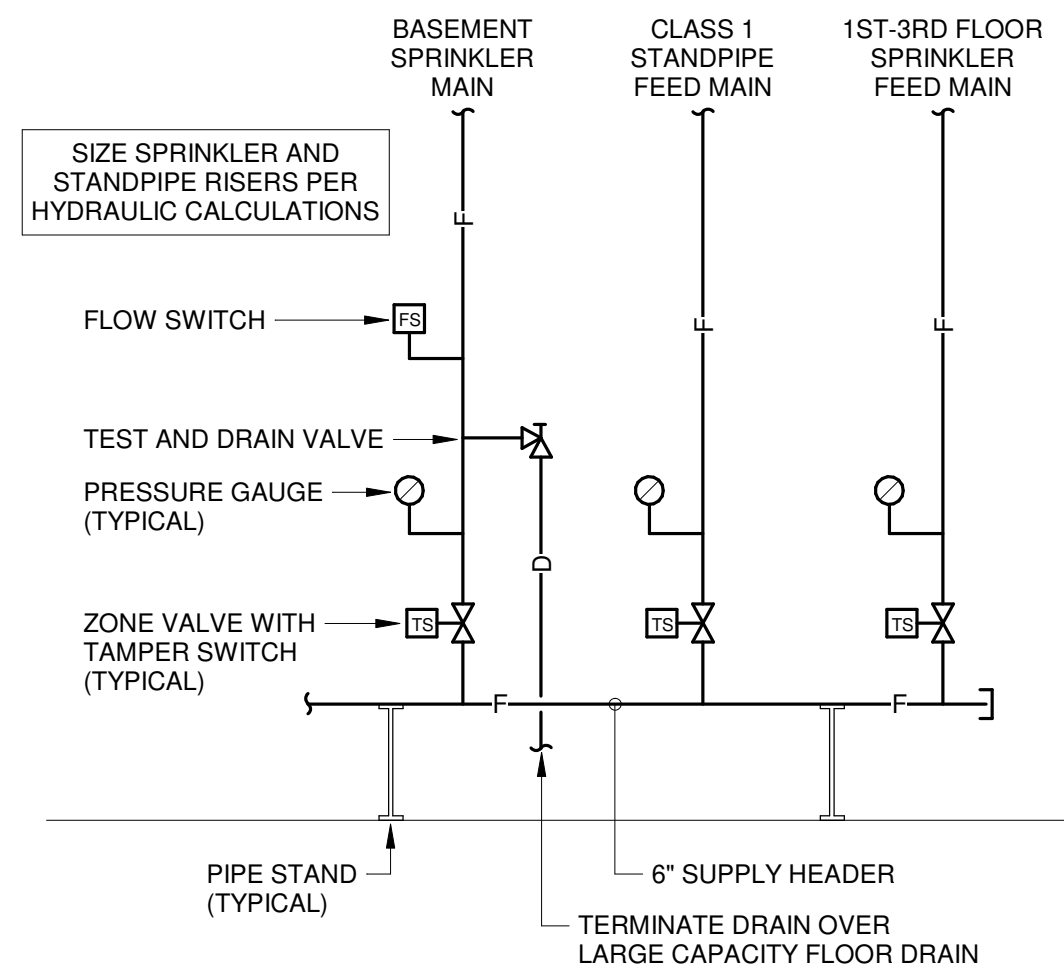 BASEMENT
SPRINKLER
MAIN
CLASS 1
STANDPIPE
FEED MAIN
1ST-3RD FLOOR
SPRINKLER
FEED MAIN
SIZE SPRINKLER AND
STANDPIPE RISERS PER
HYDRAULIC CALCULATIONS
F
FLOW SWITCH
FS
F
F
TEST AND DRAIN VALVE
PRESSURE GAUGE
(TYPICAL)
D
ZONE VALVE WITH
TAMPER SWITCH
(TYPICAL)
TS
TS
TS
F
F
PIPE STAND
(TYPICAL)
6" SUPPLY HEADER
TERMINATE DRAIN OVER
LARGE CAPACITY FLOOR DRAIN